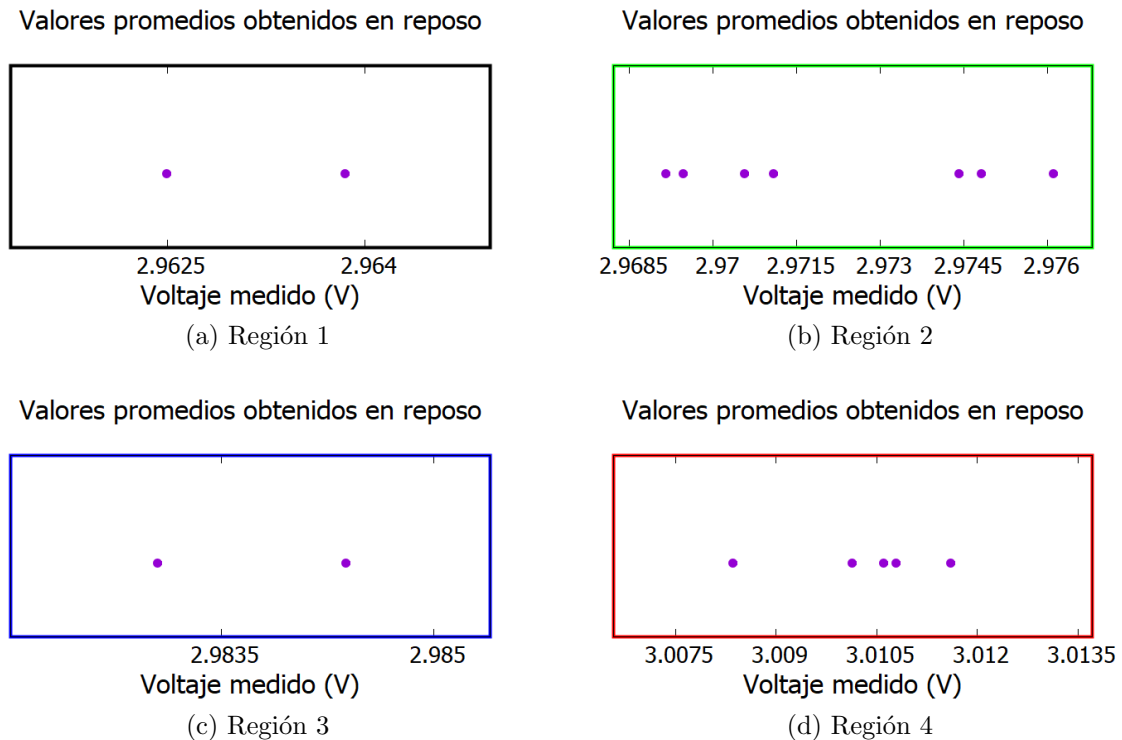 Valores promedios obtenidos en reposo
2.9625 2.964
Voltaje medido (V)
(a) Región 1
Valores promedios obtenidos en reposo
2.9685 2.97 2.9715 2.973 2.9745 2.976
Voltaje medido (V)
(b) Región 2
Valores promedios obtenidos en reposo
2.9835 2.985
Voltaje medido (V)
(c) Región 3
Valores promedios obtenidos en reposo
3.0075 3.009 3.0105 3.012 3.0135
Voltaje medido (V)
(d) Región 4